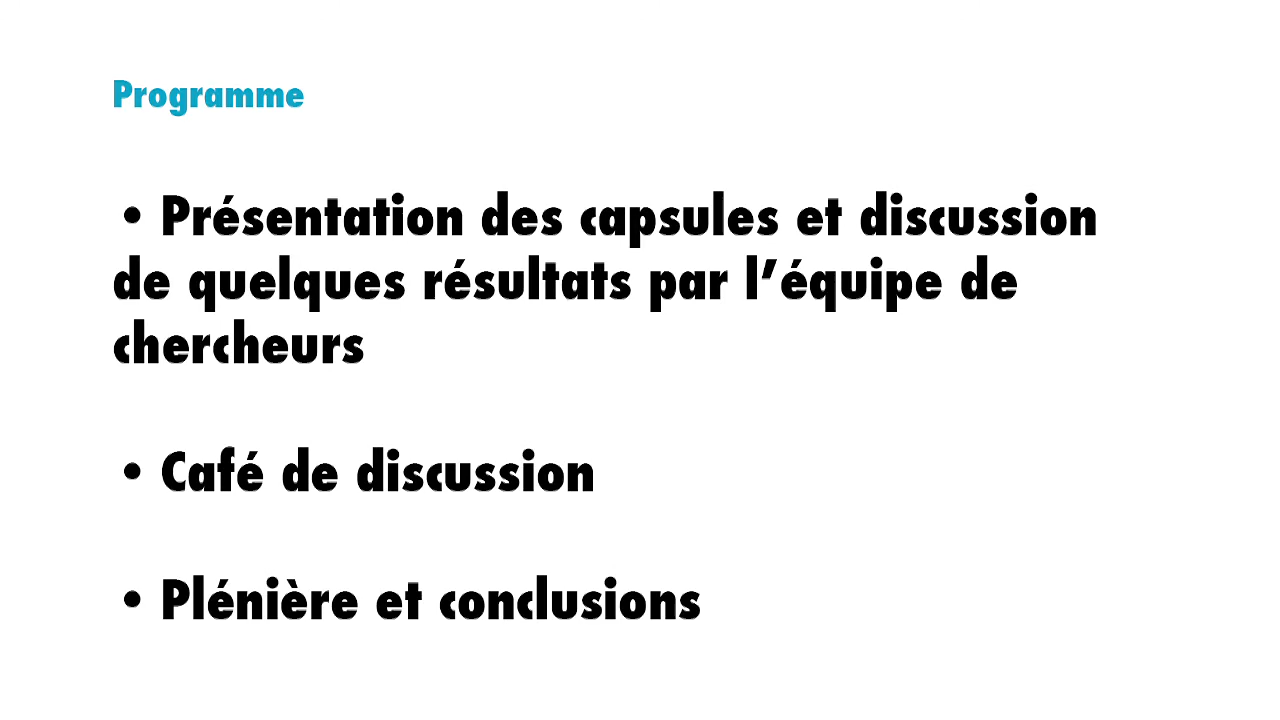 Programme
• Présentation des capsules et discussion
de quelques résultats par l’équipe de
chercheurs
• Café de discussion
• Plénière et conclusions